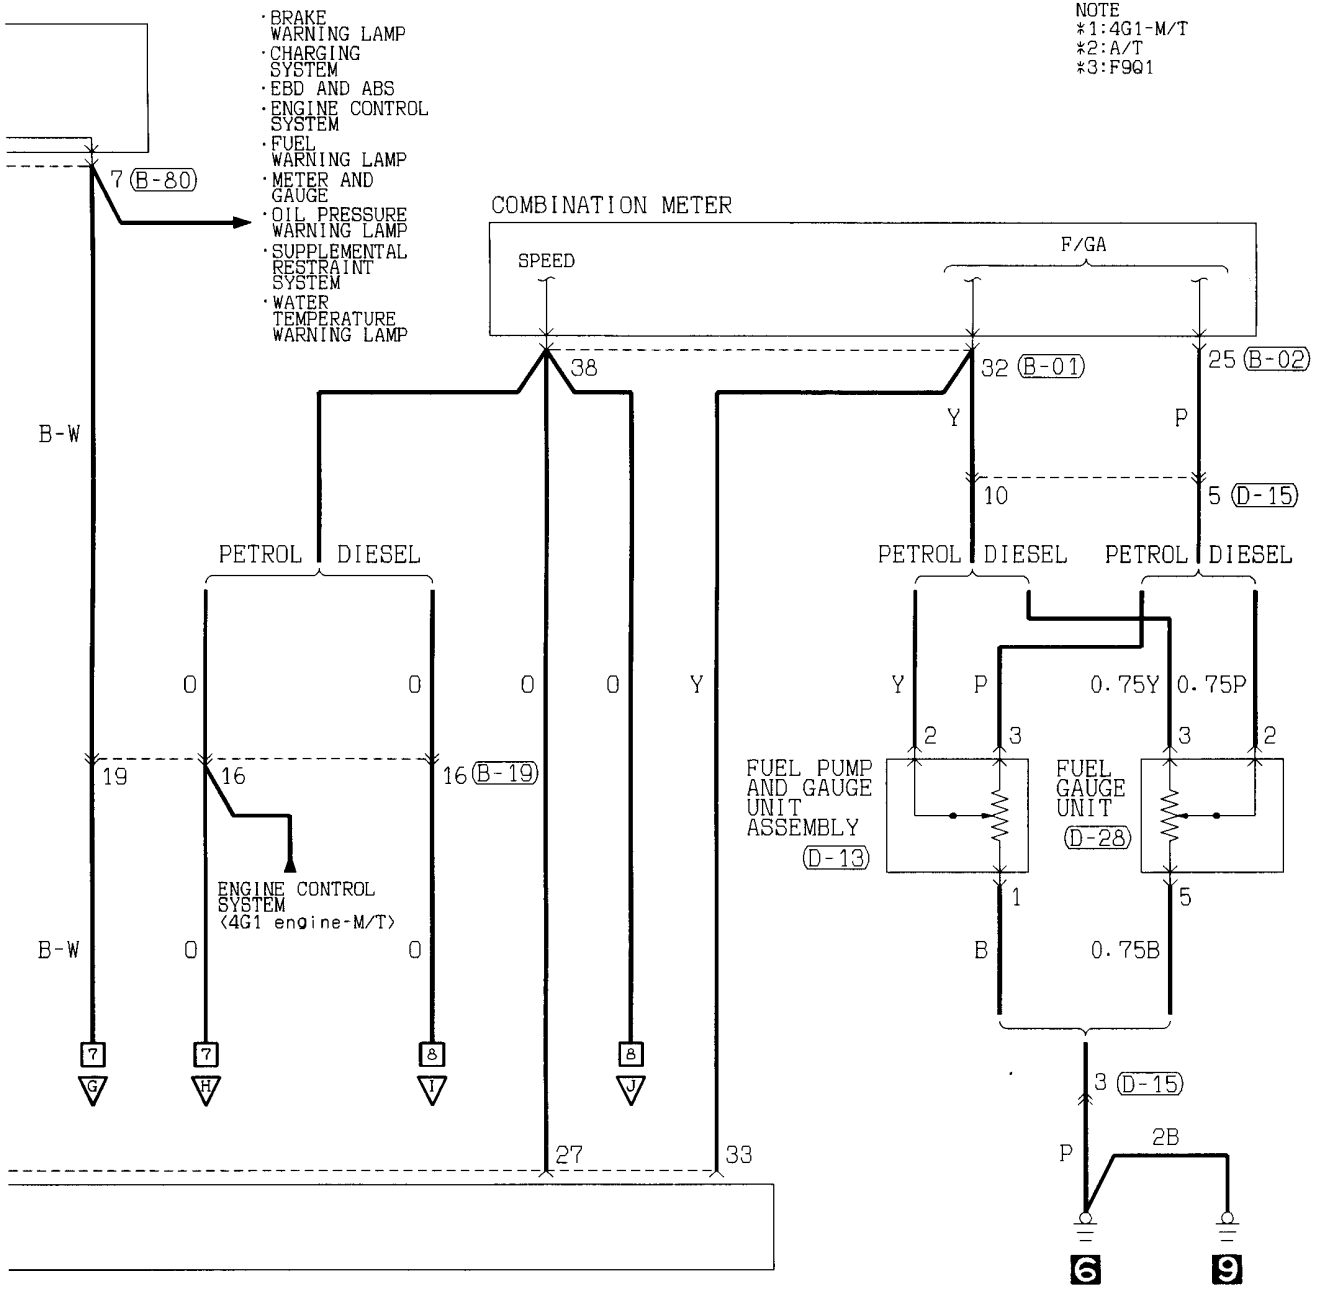 ·BRAKE
WARNING LAMP
·CHARGING
SYSTEM
·EBD AND ABS
·ENGINE CONTROL
SYSTEM
·FUEL
WARNING LAMP
·METER AND
GAUGE
·OIL PRESSURE
WARNING LAMP
·SUPPLEMENTAL
RESTRAINT
SYSTEM
·WATER
TEMPERATURE
WARNING LAMP
NOTE
*1:4G1-M/T
*2:A/T
*3:F9Q1
7 (B-80)
COMBINATION METER
SPEED
F/GA
38
32 (B-01)
25 (B-02)
B-W
Y
P
10
5 (D-15)
PETROL DIESEL
PETROL DIESEL
PETROL DIESEL
O
O
O
O
Y
Y
P
0.75Y
0.75P
2
3
3
2
19
16
16 (B-19)
FUEL PUMP
AND GAUGE
UNIT
ASSEMBLY
(D-13)
FUEL
GAUGE
UNIT
(D-28)
ENGINE CONTROL
SYSTEM
<4G1 engine-M/T>
1
5
B-W
O
O
B
0.75B
7
7
8
8
G
H
I
J
3 (D-15)
27
33
P
2B
6
9